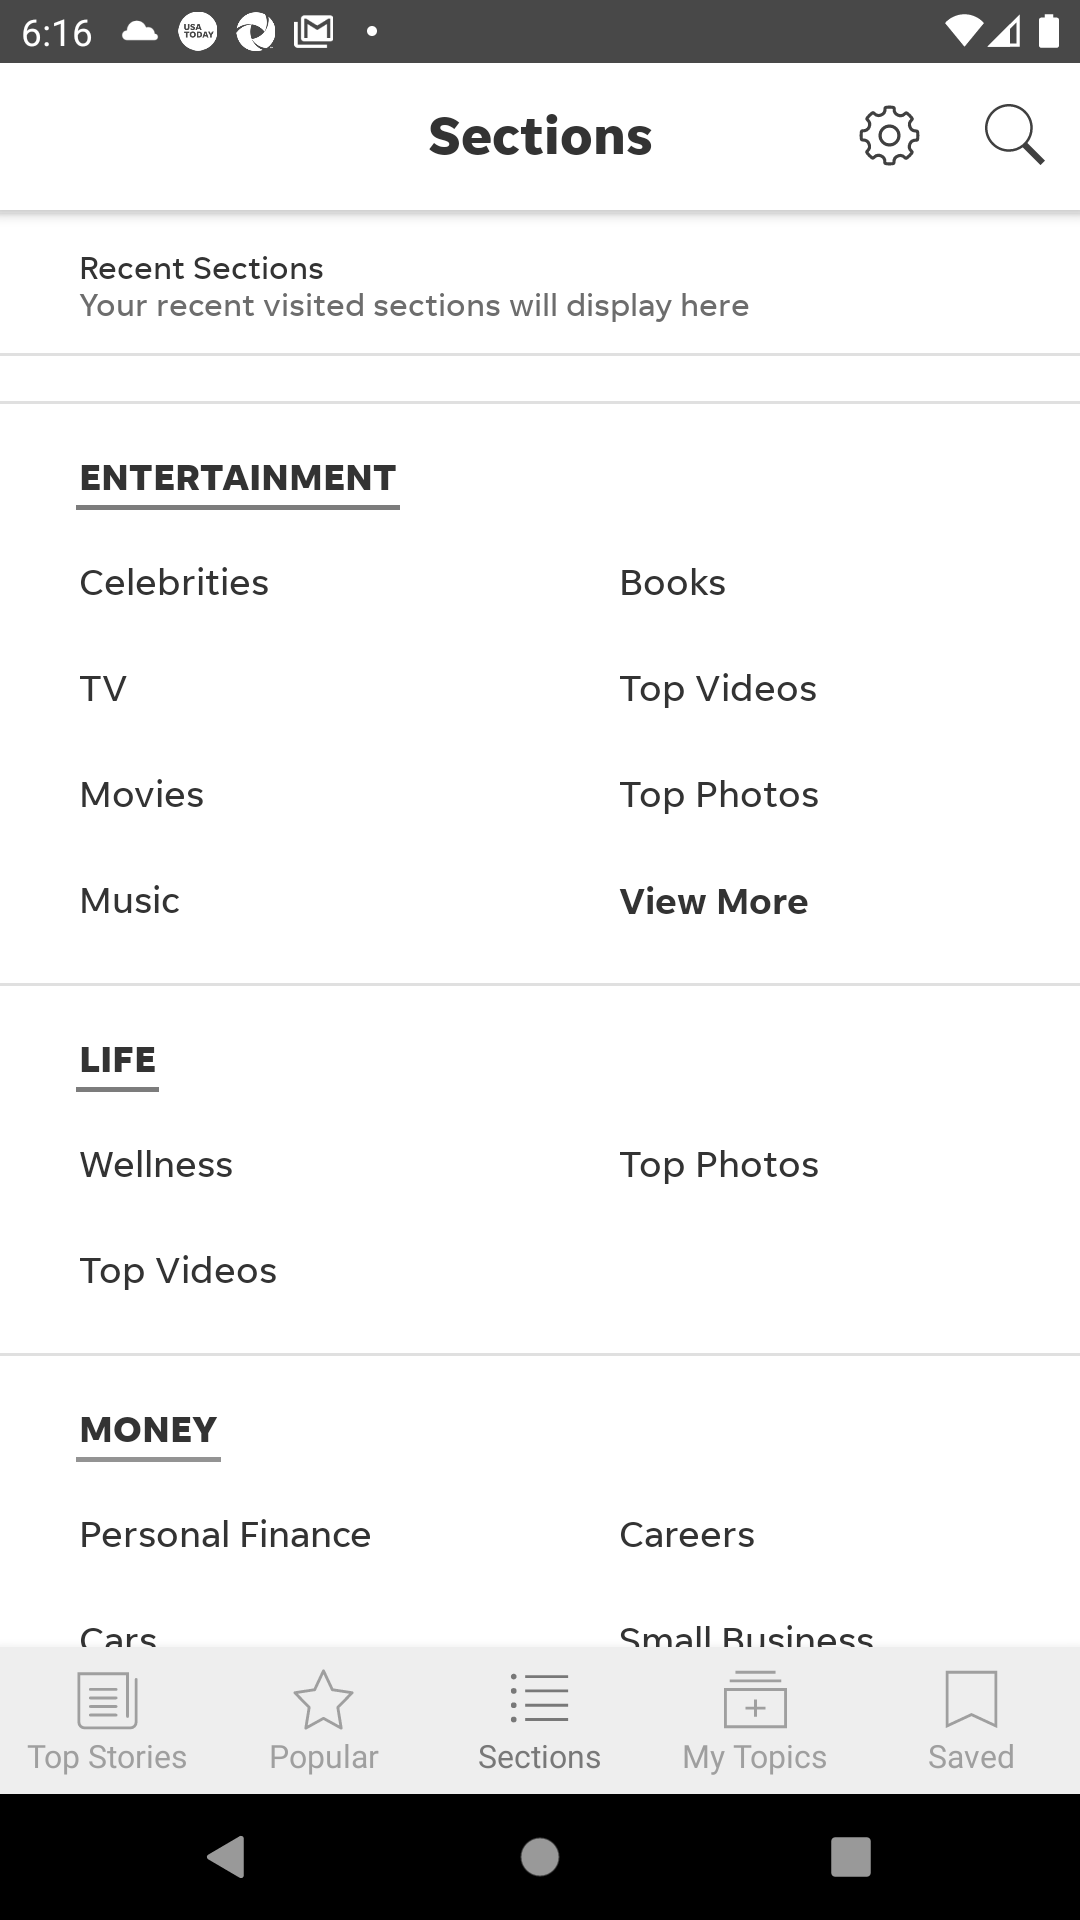 6:16
USA TODAY
Sections
Recent Sections
Your recent visited sections will display here
ENTERTAINMENT
Celebrities
Books
TV
Top Videos
Movies
Top Photos
Music
View More
LIFE
Wellness
Top Photos
Top Videos
MONEY
Personal Finance
Careers
Cars
Small Business
Top Stories
Popular
Sections
My Topics
Saved